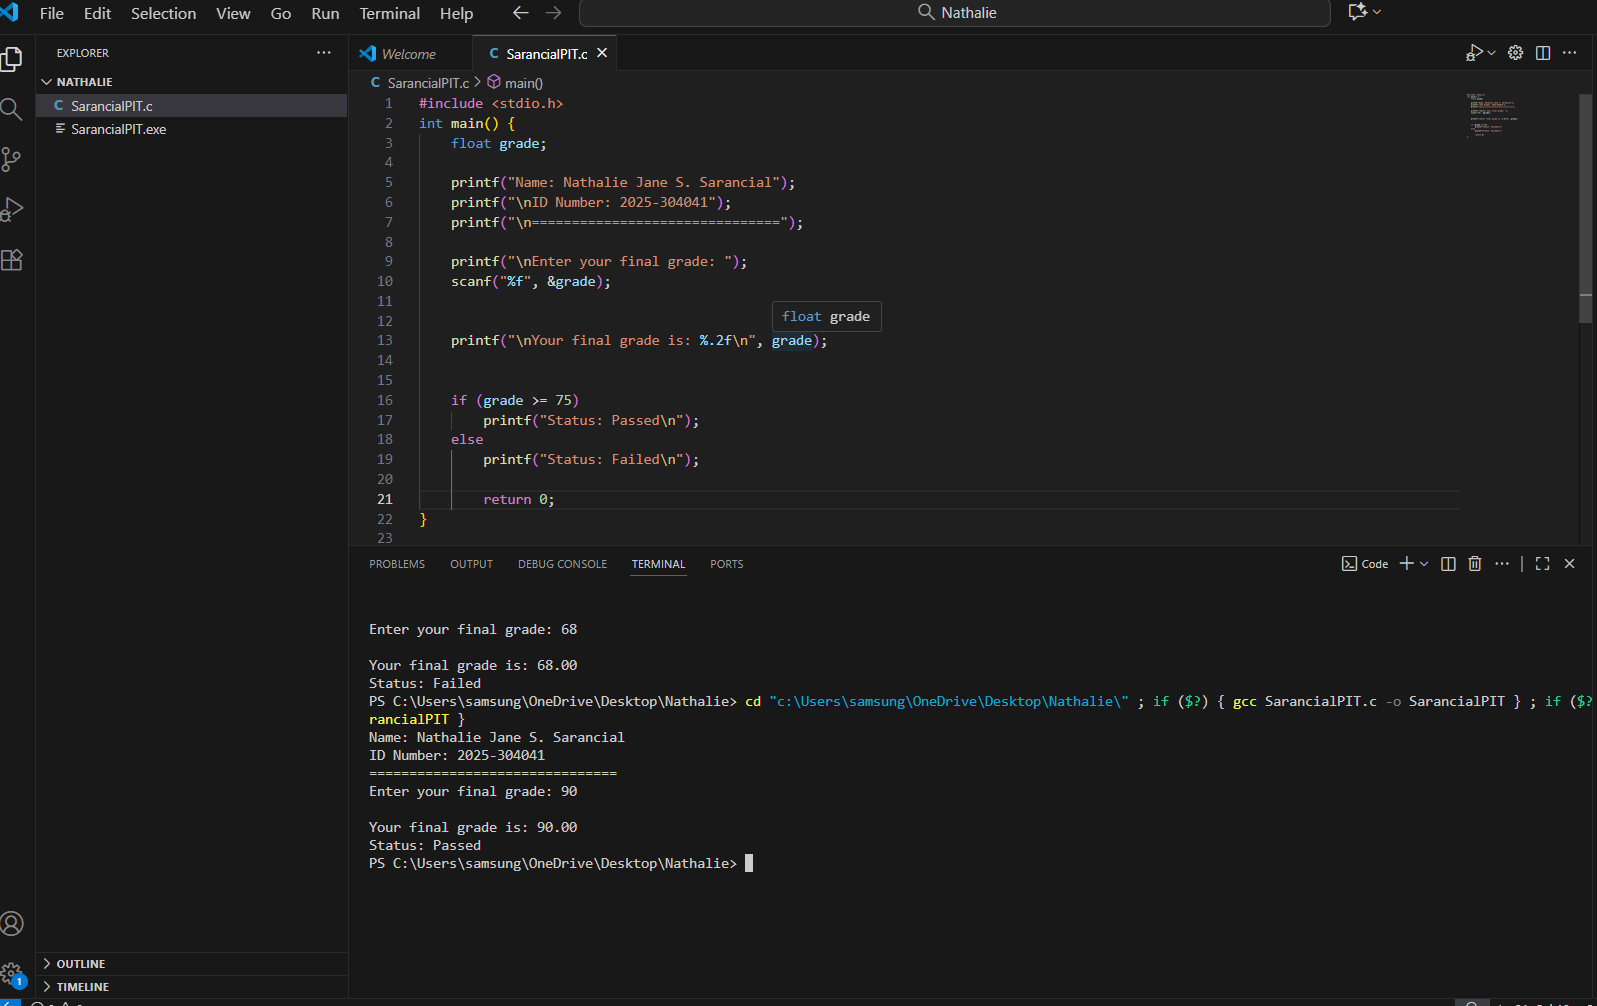 File Edit Selection View Go Run Terminal Help
Nathalie
EXPLORER
NATHALIE
C SarancialPIT.c
SarancialPIT.exe
Welcome
C SarancialPIT.c
C SarancialPIT.c > main()
1 #include <stdio.h>
2 int main() {
3 float grade;
4
5 printf("Name: Nathalie Jane S. Sarancial");
6 printf("\nID Number: 2025-304041");
7 printf("\n===============================");
8
9 printf("\nEnter your final grade: ");
10 scanf("%f", &grade);
11
12
float grade
13 printf("\nYour final grade is: %.2f\n", grade);
14
15
16 if (grade >= 75)
17 printf("Status: Passed\n");
18 else
19 printf("Status: Failed\n");
20
21 return 0;
22 }
23
PROBLEMS OUTPUT DEBUG CONSOLE TERMINAL PORTS
Code
Enter your final grade: 68
Your final grade is: 68.00
Status: Failed
PS C:\Users\samsung\OneDrive\Desktop\Nathalie> cd "c:\Users\samsung\OneDrive\Desktop\Nathalie\" ; if ($?) { gcc SarancialPIT.c -o SarancialPIT } ; if ($?
rancialPIT }
Name: Nathalie Jane S. Sarancial
ID Number: 2025-304041
===============================
Enter your final grade: 90
Your final grade is: 90.00
Status: Passed
PS C:\Users\samsung\OneDrive\Desktop\Nathalie>
OUTLINE
1
TIMELINE